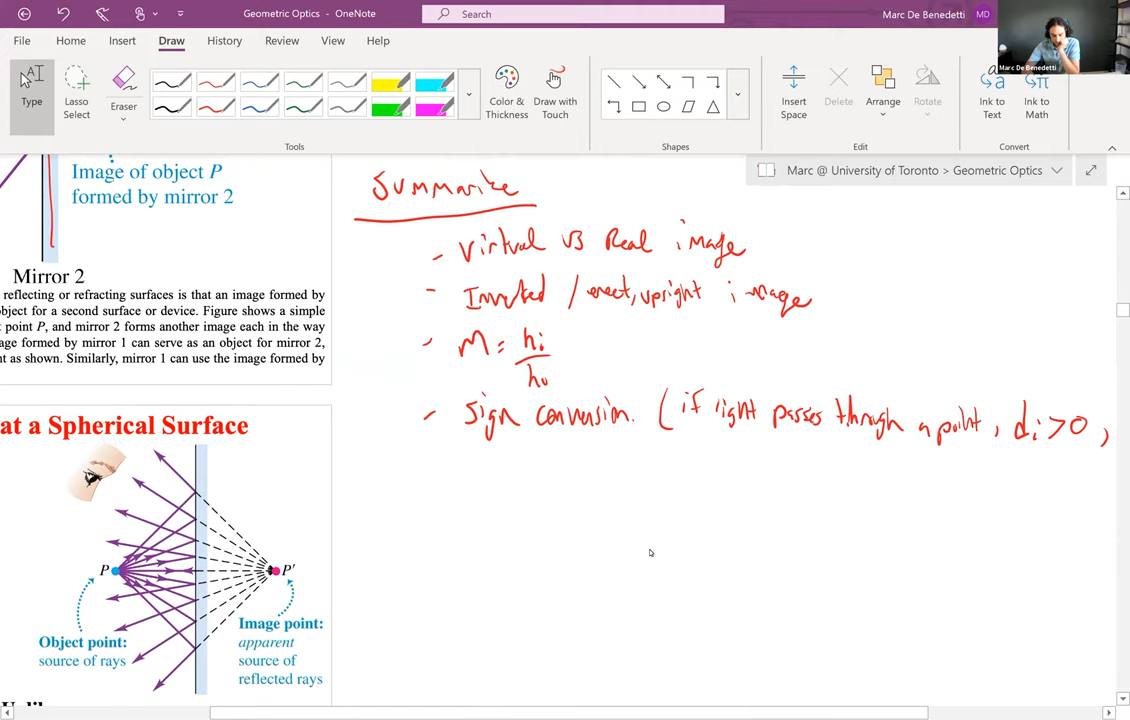 Geometric Optics - OneNote
Search
Marc De Benedetti
MD
File
Home
Insert
Draw
History
Review
View
Help
Marc De Benedetti
Type
Lasso Select
Eraser
Color & Thickness
Draw with Touch
Insert Space
Delete
Arrange
Rotate
Ink to Text
Ink to Math
Tools
Shapes
Edit
Convert
Marc @ University of Toronto > Geometric Optics
Image of object P
formed by mirror 2
Mirror 2
reflecting or refracting surfaces is that an image formed by
bject for a second surface or device. Figure shows a simple
t point P, and mirror 2 forms another image each in the way
age formed by mirror 1 can serve as an object for mirror 2,
nt as shown. Similarly, mirror 1 can use the image formed by
Summarize
- Virtual vs Real image
- Inverted / erect, upright image
- M = hi
ho
- Sign conversion. (if light passes through a point, di > 0,
at a Spherical Surface
P
P'
Object point:
source of rays
Image point:
apparent
source of
reflected rays